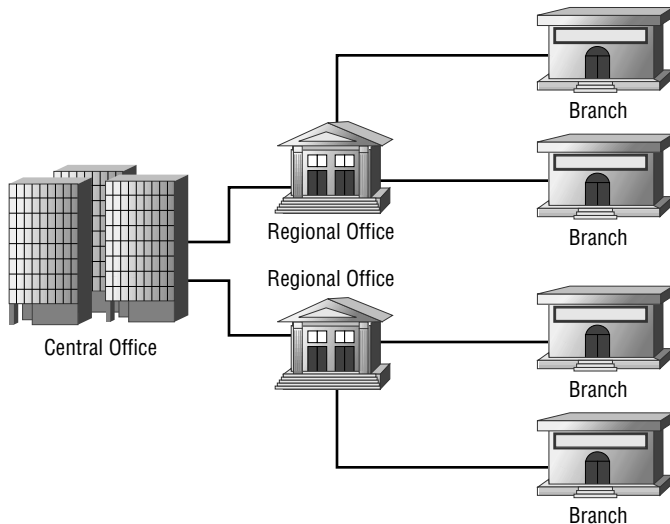 Branch
Branch
Regional Office
Regional Office
Central Office
Branch
Branch